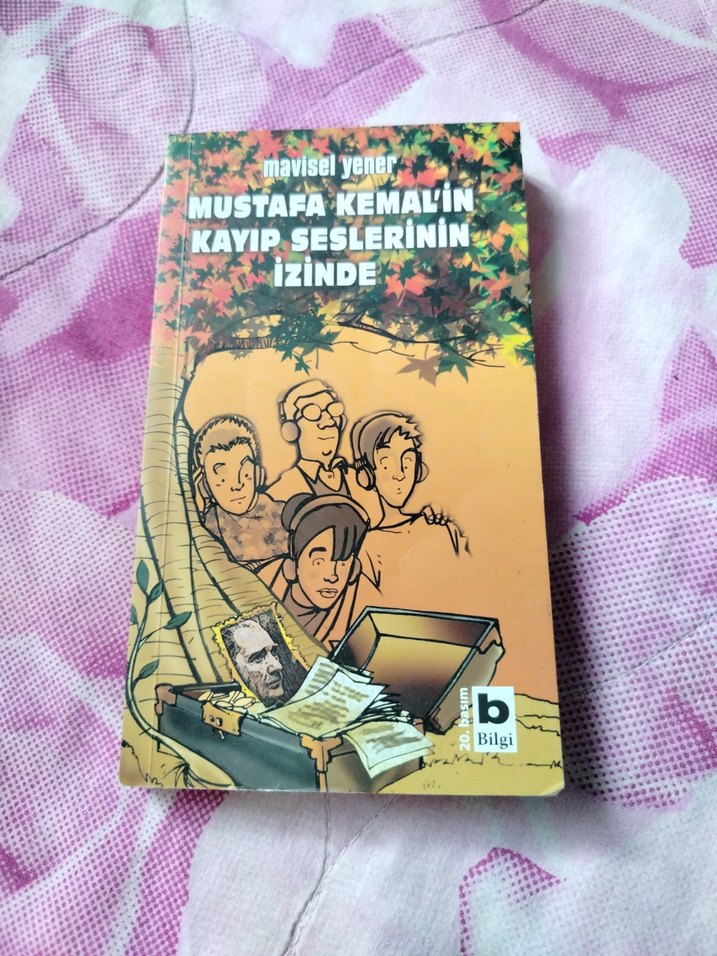 mavisel yener
MUSTAFA KEMAL'İN
KAYIP SESLERİNİN
İZİNDE
20. basım
b
Bilgi